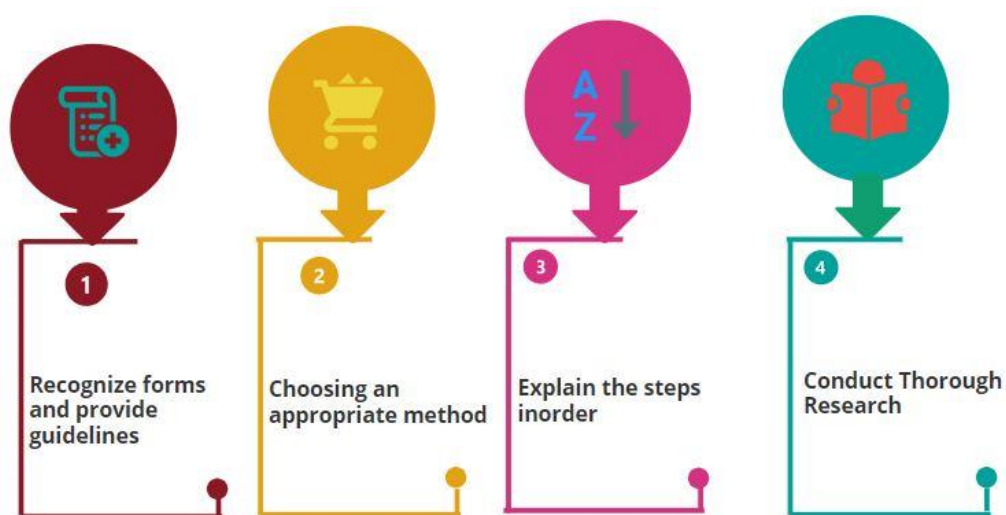 A
Z
1
Recognize forms
and provide
guidelines
2
Choosing an
appropriate method
3
Explain the steps
inorder
4
Conduct Thorough
Research